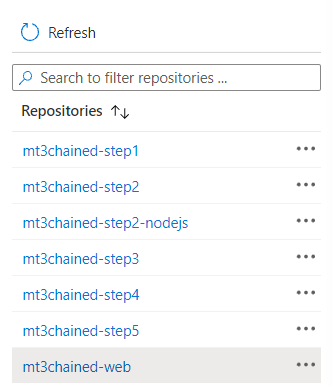 Refresh
Search to filter repositories ...
Repositories ↑↓
mt3chained-step1 ...
mt3chained-step2 ...
mt3chained-step2-nodejs ...
mt3chained-step3 ...
mt3chained-step4 ...
mt3chained-step5 ...
mt3chained-web ...